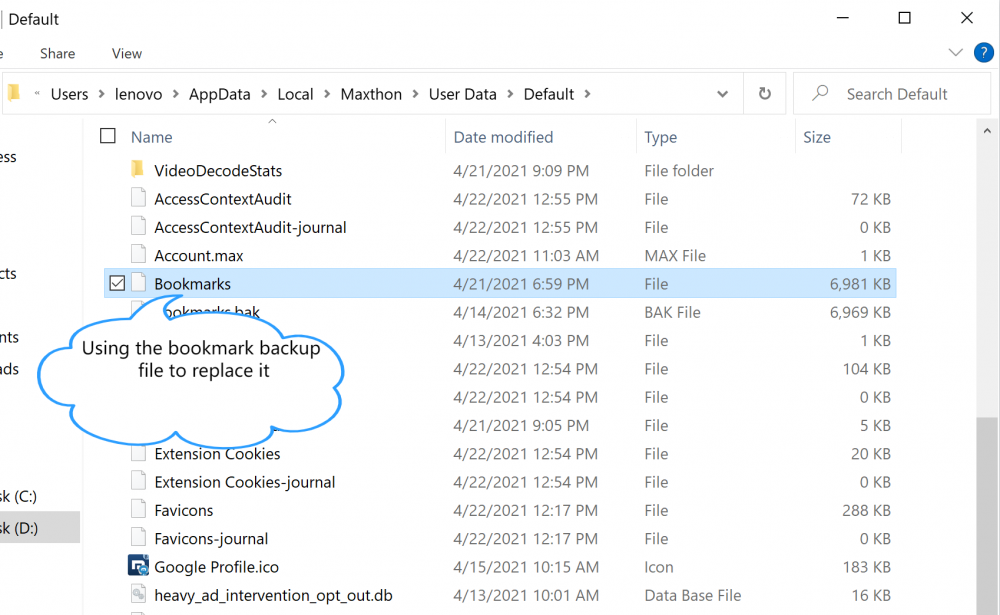 Default
Share View
?
« Users > lenovo > AppData > Local > Maxthon > User Data > Default >
Search Default
Name Date modified Type Size
VideoDecodeStats 4/21/2021 9:09 PM File folder
AccessContextAudit 4/22/2021 12:55 PM File 72 KB
AccessContextAudit-journal 4/22/2021 12:55 PM File 0 KB
Account.max 4/22/2021 11:03 AM MAX File 1 KB
Bookmarks 4/21/2021 6:59 PM File 6,981 KB
Bookmarks.bak 4/14/2021 6:32 PM BAK File 6,969 KB
4/13/2021 4:03 PM File 1 KB
4/22/2021 12:54 PM File 104 KB
4/22/2021 12:54 PM File 0 KB
4/21/2021 9:05 PM File 5 KB
Extension Cookies 4/22/2021 12:54 PM File 20 KB
Extension Cookies-journal 4/22/2021 12:54 PM File 0 KB
Favicons 4/22/2021 12:17 PM File 288 KB
Favicons-journal 4/22/2021 12:17 PM File 0 KB
Google Profile.ico 4/15/2021 10:15 AM Icon 183 KB
heavy_ad_intervention_opt_out.db 4/13/2021 10:01 AM Data Base File 16 KB
Using the bookmark backup
file to replace it
ess
cts
nts
ads
sk (C:)
sk (D:)